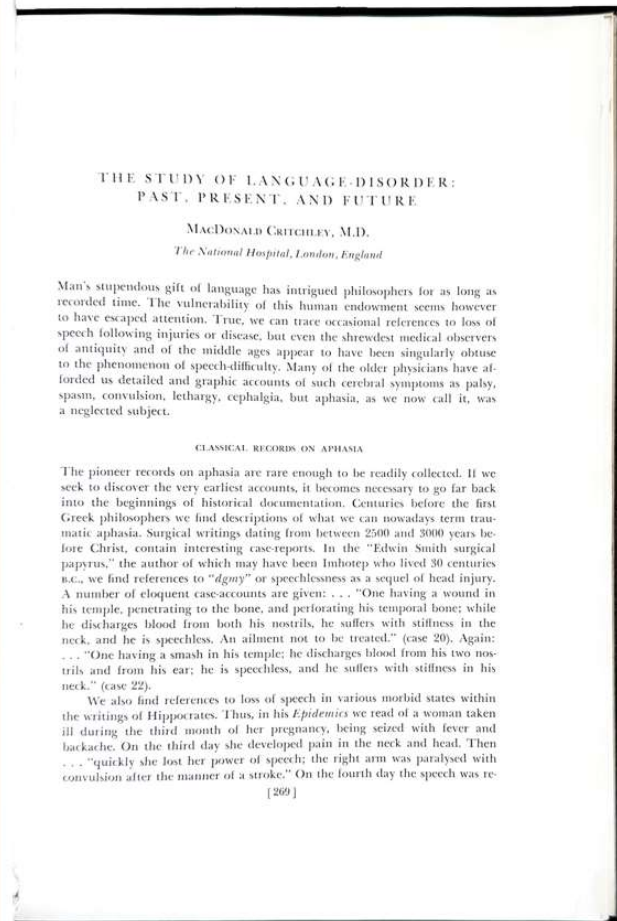 THE STUDY OF LANGUAGE-DISORDER:
PAST, PRESENT, AND FUTURE
MacDonald Critchley, M.D.
The National Hospital, London, England
Man's stupendous gift of language has intrigued philosophers for as long as
recorded time. The vulnerability of this human endowment seems however
to have escaped attention. True, we can trace occasional references to loss of
speech following injuries or disease, but even the shrewdest medical observers
of antiquity and of the middle ages appear to have been singularly obtuse
to the phenomenon of speech-difficulty. Many of the older physicians have af-
forded us detailed and graphic accounts of such cerebral symptoms as palsy,
spasm, convulsion, lethargy, cephalgia, but aphasia, as we now call it, was
a neglected subject.
CLASSICAL RECORDS ON APHASIA
The pioneer records on aphasia are rare enough to be readily collected. If we
seek to discover the very earliest accounts, it becomes necessary to go far back
into the beginnings of historical documentation. Centuries before the first
Greek philosophers we find descriptions of what we can nowadays term trau-
matic aphasia. Surgical writings dating from between 2500 and 3000 years be-
fore Christ, contain interesting case-reports. In the "Edwin Smith surgical
papyrus," the author of which may have been Imhotep who lived 30 centuries
B.C., we find references to "dgmy" or speechlessness as a sequel of head injury.
A number of eloquent case-accounts are given: . . . "One having a wound in
his temple, penetrating to the bone, and perforating his temporal bone; while
he discharges blood from both his nostrils, he suffers with stiffness in the
neck, and he is speechless. An ailment not to be treated." (case 20). Again:
. . . "One having a smash in his temple; he discharges blood from his two nos-
trils and from his ear; he is speechless, and he suffers with stiffness in his
neck." (case 22).
We also find references to loss of speech in various morbid states within
the writings of Hippocrates. Thus, in his Epidemics we read of a woman taken
ill during the third month of her pregnancy, being seized with fever and
backache. On the third day she developed pain in the neck and head. Then
. . . "quickly she lost her power of speech; the right arm was paralysed with
convulsion after the manner of a stroke." On the fourth day the speech was re-
[ 269 ]